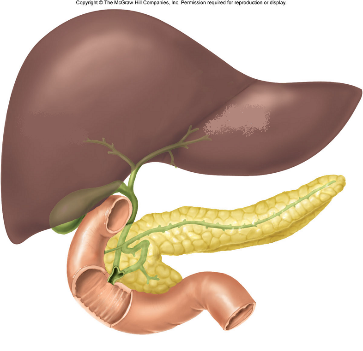 Copyright © The McGraw Hill Companies, Inc. Permission required for reproduction or display.